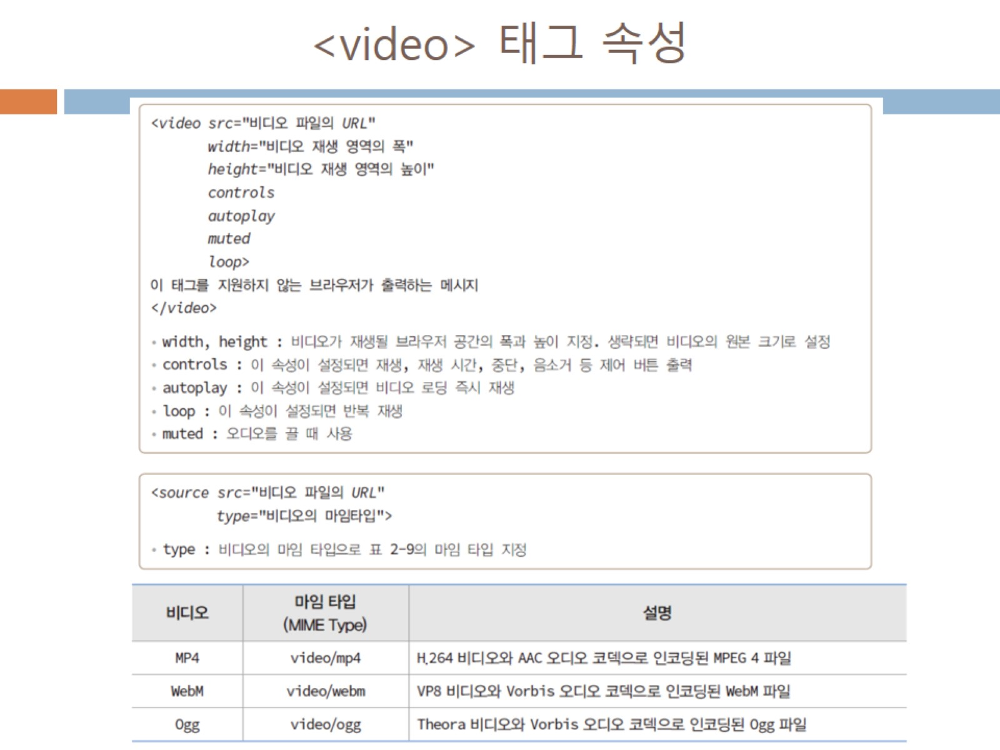 <video> 태그 속성
<video src="비디오 파일의 URL"
width="비디오 재생 영역의 폭"
height="비디오 재생 영역의 높이"
controls
autoplay
muted
loop>
이 태그를 지원하지 않는 브라우저가 출력하는 메시지
</video>
• width, height : 비디오가 재생될 브라우저 공간의 폭과 높이 지정. 생략되면 비디오의 원본 크기로 설정
• controls : 이 속성이 설정되면 재생, 재생 시간, 중단, 음소거 등 제어 버튼 출력
• autoplay : 이 속성이 설정되면 비디오 로딩 즉시 재생
• loop : 이 속성이 설정되면 반복 재생
• muted : 오디오를 끌 때 사용
<source src="비디오 파일의 URL"
type="비디오의 마임타입">
• type : 비디오의 마임 타입으로 표 2-9의 마임 타입 지정
비디오 마임 타입 (MIME Type) 설명
MP4 video/mp4 H.264 비디오와 AAC 오디오 코덱으로 인코딩된 MPEG 4 파일
WebM video/webm VP8 비디오와 Vorbis 오디오 코덱으로 인코딩된 WebM 파일
Ogg video/ogg Theora 비디오와 Vorbis 오디오 코덱으로 인코딩된 Ogg 파일